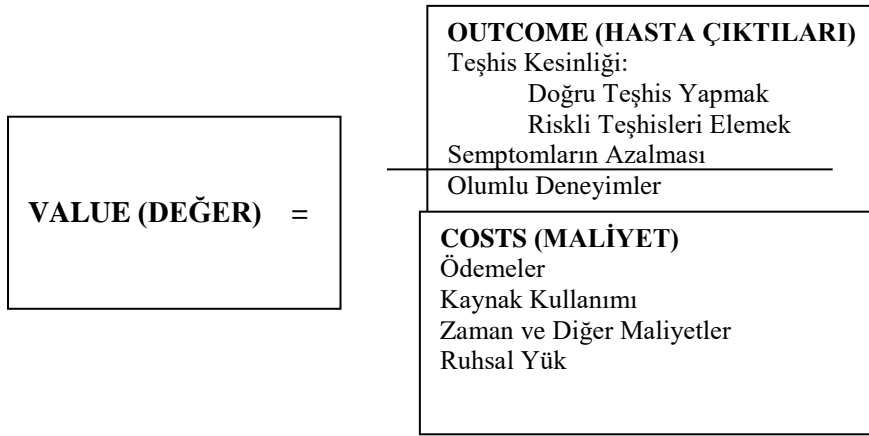 VALUE (DEĞER) =
OUTCOME (HASTA ÇIKTILARI)
Teşhis Kesinliği:
Doğru Teşhis Yapmak
Riskli Teşhisleri Elemek
Semptomların Azalması
Olumlu Deneyimler
COSTS (MALİYET)
Ödemeler
Kaynak Kullanımı
Zaman ve Diğer Maliyetler
Ruhsal Yük